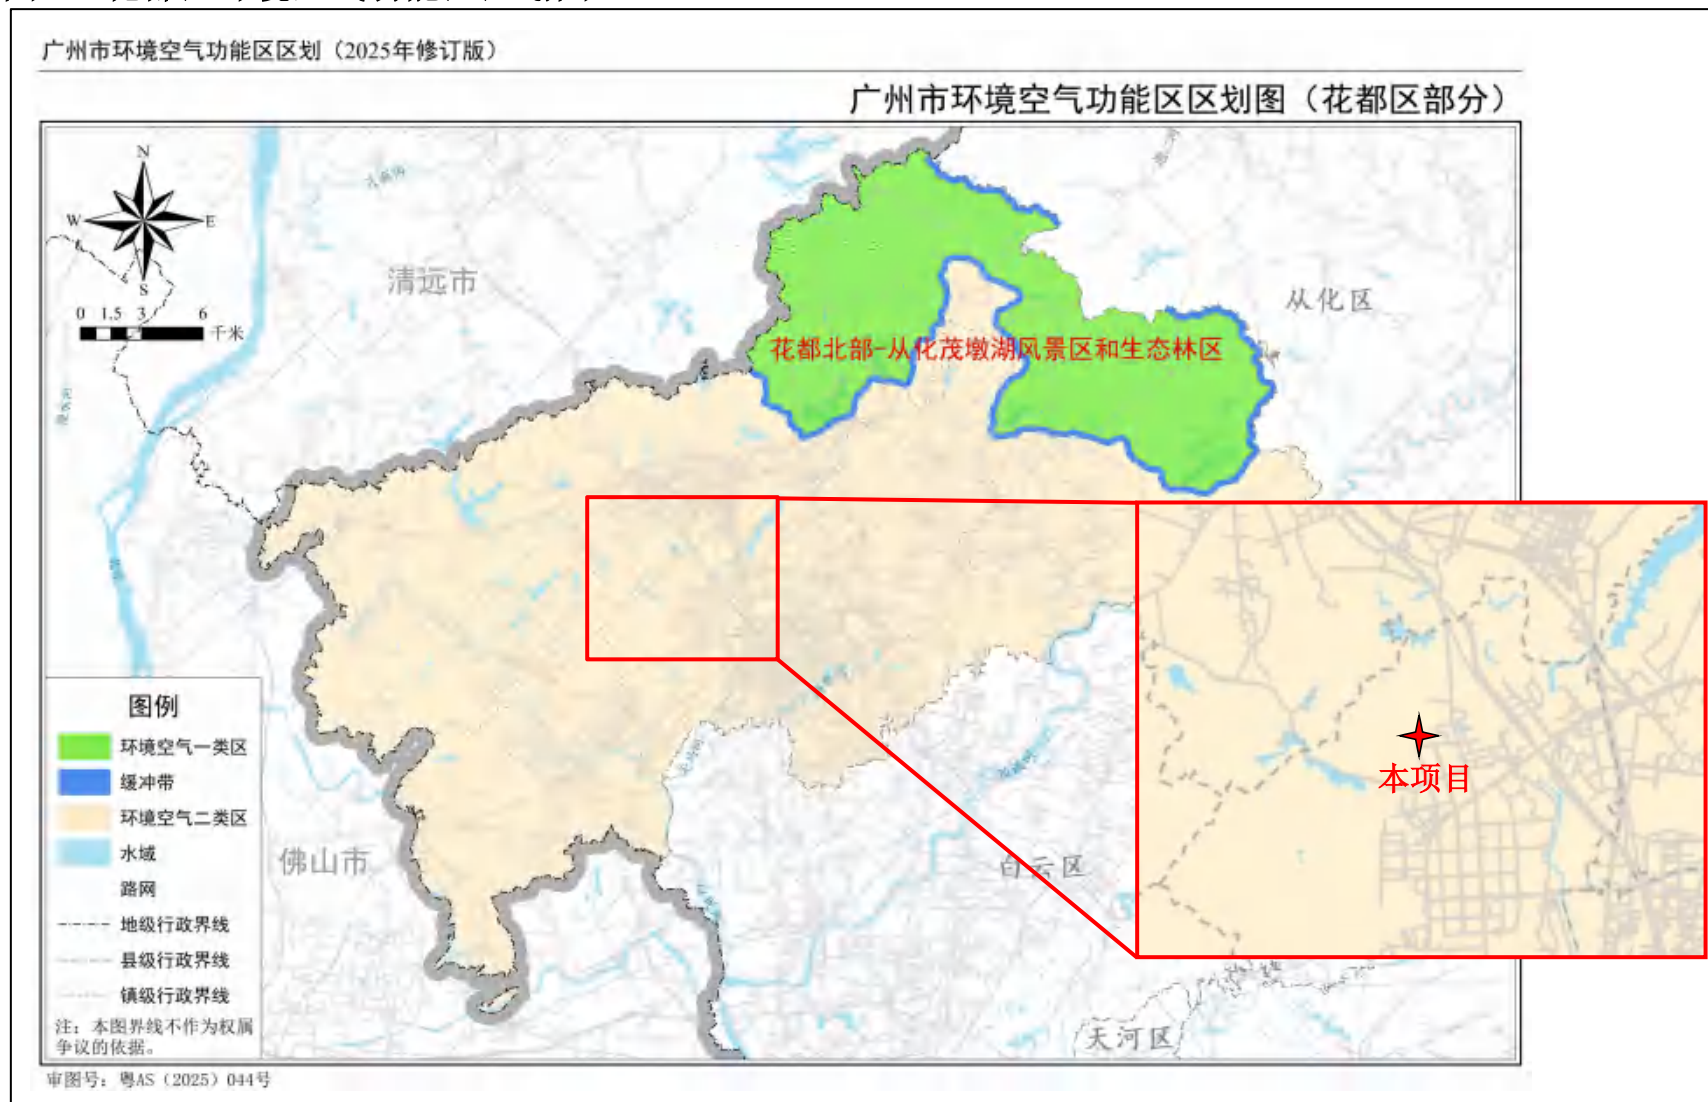 广州市环境空气功能区区划（2025年修订版）
广州市环境空气功能区区划图（花都区部分）
N
W
E
S
0 1.5 3 6
千米
清远市
从化区
花都北部-从化茂墩湖风景区和生态林区
本项目
图例
环境空气一类区
缓冲带
环境空气二类区
水域
路网
地级行政界线
县级行政界线
镇级行政界线
注：本图界线不作为权属
争议的依据。
佛山市
白云区
天河区
审图号：粤AS（2025）044号